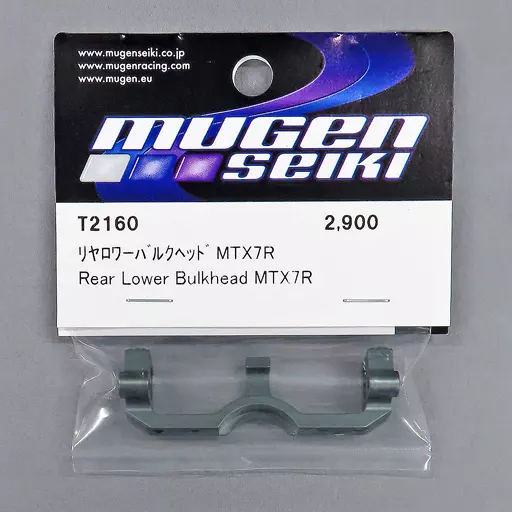 www.mugenseiki.co.jp
www.mugenracing.com
www.mugen.eu
mugen
SEIKI
T2160 2,900
ﾘﾔﾛﾜｰﾊﾞﾙｸﾍｯﾄﾞ MTX7R
Rear Lower Bulkhead MTX7R